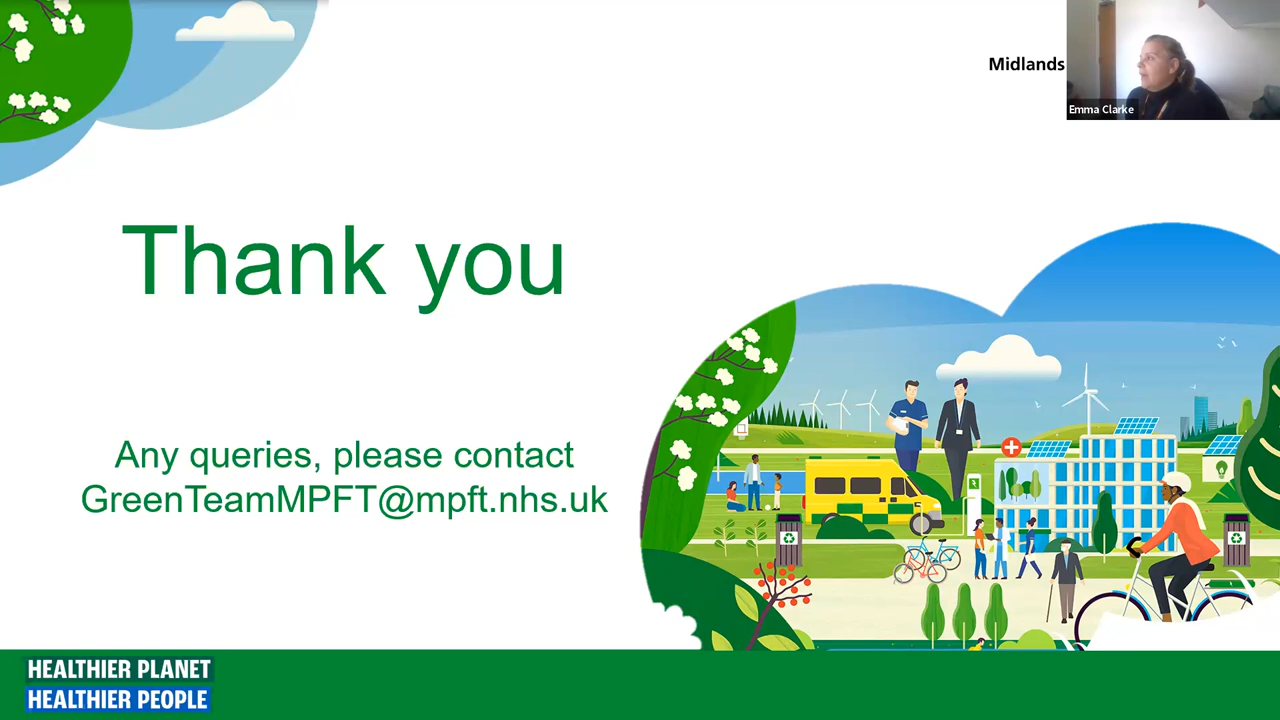 Midlands
Emma Clarke
Thank you
Any queries, please contact
GreenTeamMPFT@mpft.nhs.uk
HEALTHIER PLANET
HEALTHIER PEOPLE